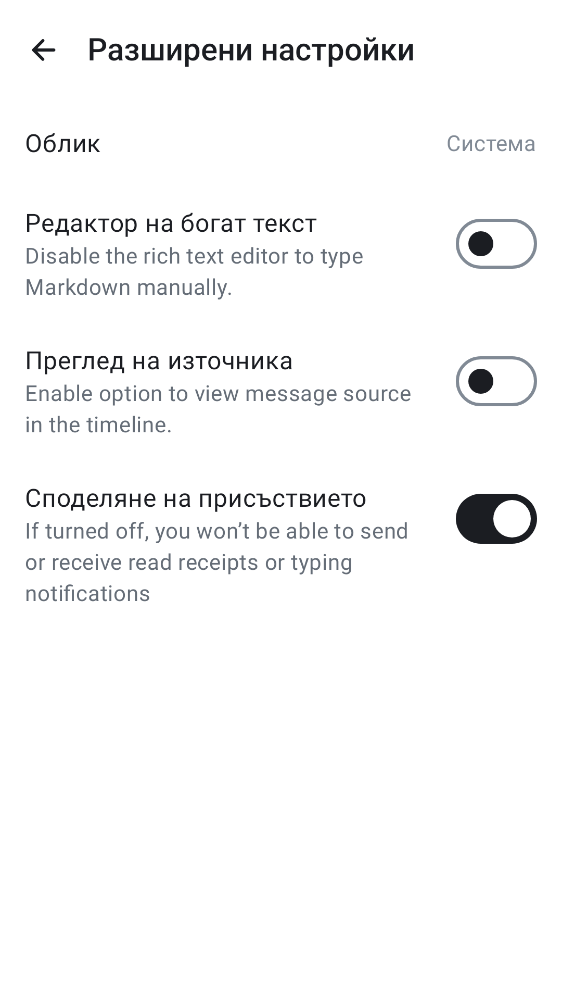 Разширени настройки
Облик
Система
Редактор на богат текст
Disable the rich text editor to type
Markdown manually.
Преглед на източника
Enable option to view message source
in the timeline.
Споделяне на присъствието
If turned off, you won’t be able to send
or receive read receipts or typing
notifications